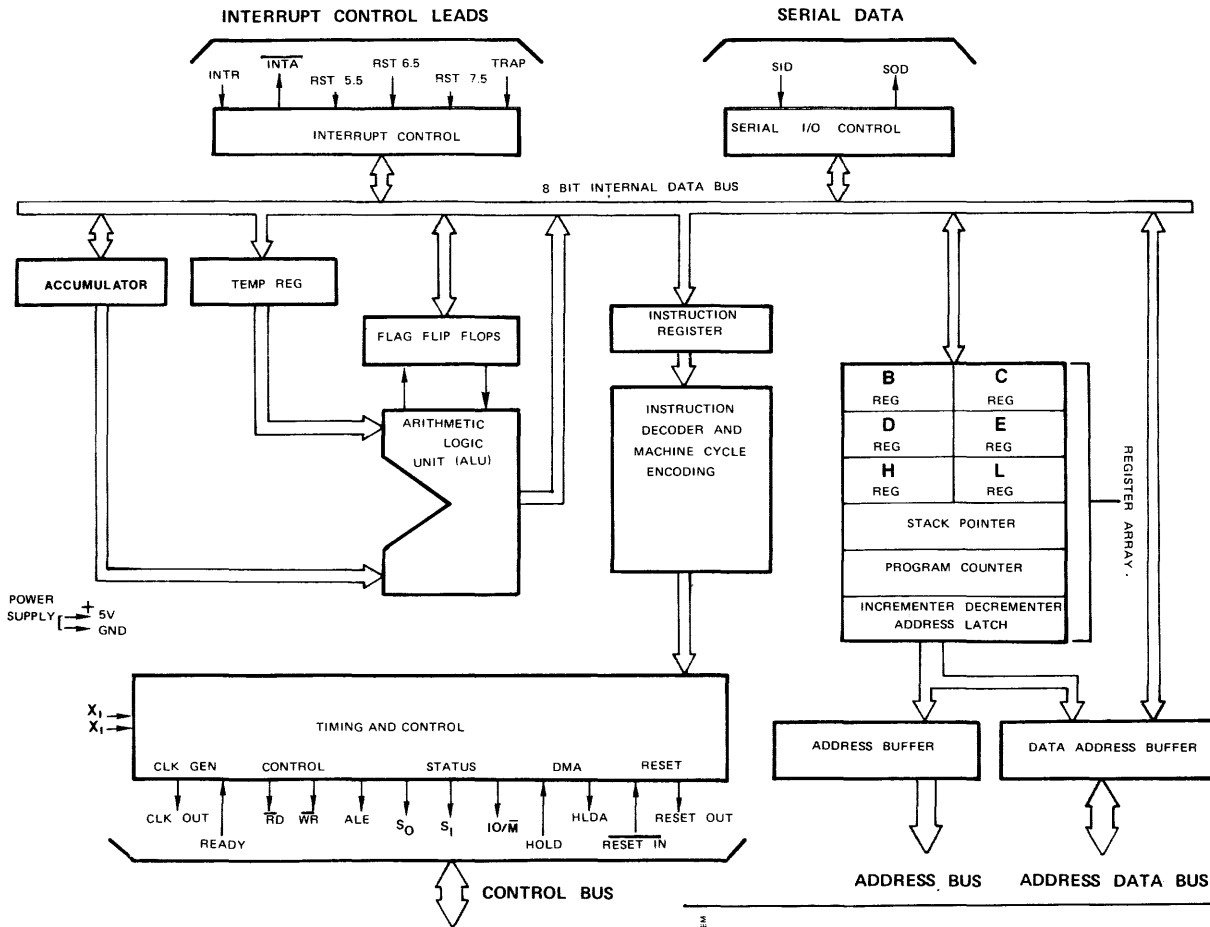 INTERRUPT CONTROL LEADS
SERIAL DATA
INTR
INTA
RST 5.5
RST 6.5
RST 7.5
TRAP
SID
SOD
INTERRUPT CONTROL
SERIAL I/O CONTROL
8 BIT INTERNAL DATA BUS
ACCUMULATOR
TEMP REG
FLAG FLIP FLOPS
INSTRUCTION
REGISTER
B
REG
C
REG
D
REG
E
REG
H
REG
L
REG
STACK POINTER
PROGRAM COUNTER
INCREMENTER DECREMENTER
ADDRESS LATCH
REGISTER ARRAY.
ARITHMETIC
LOGIC
UNIT (ALU)
INSTRUCTION
DECODER AND
MACHINE CYCLE
ENCODING
POWER
SUPPLY
+
5V
GND
X1
X1
TIMING AND CONTROL
CLK GEN
CONTROL
STATUS
DMA
RESET
CLK OUT
READY
RD
WR
ALE
S0
S1
IO/M
HOLD
HLDA
RESET IN
RESET OUT
CONTROL BUS
ADDRESS BUFFER
DATA ADDRESS BUFFER
ADDRESS BUS
ADDRESS DATA BUS
EM